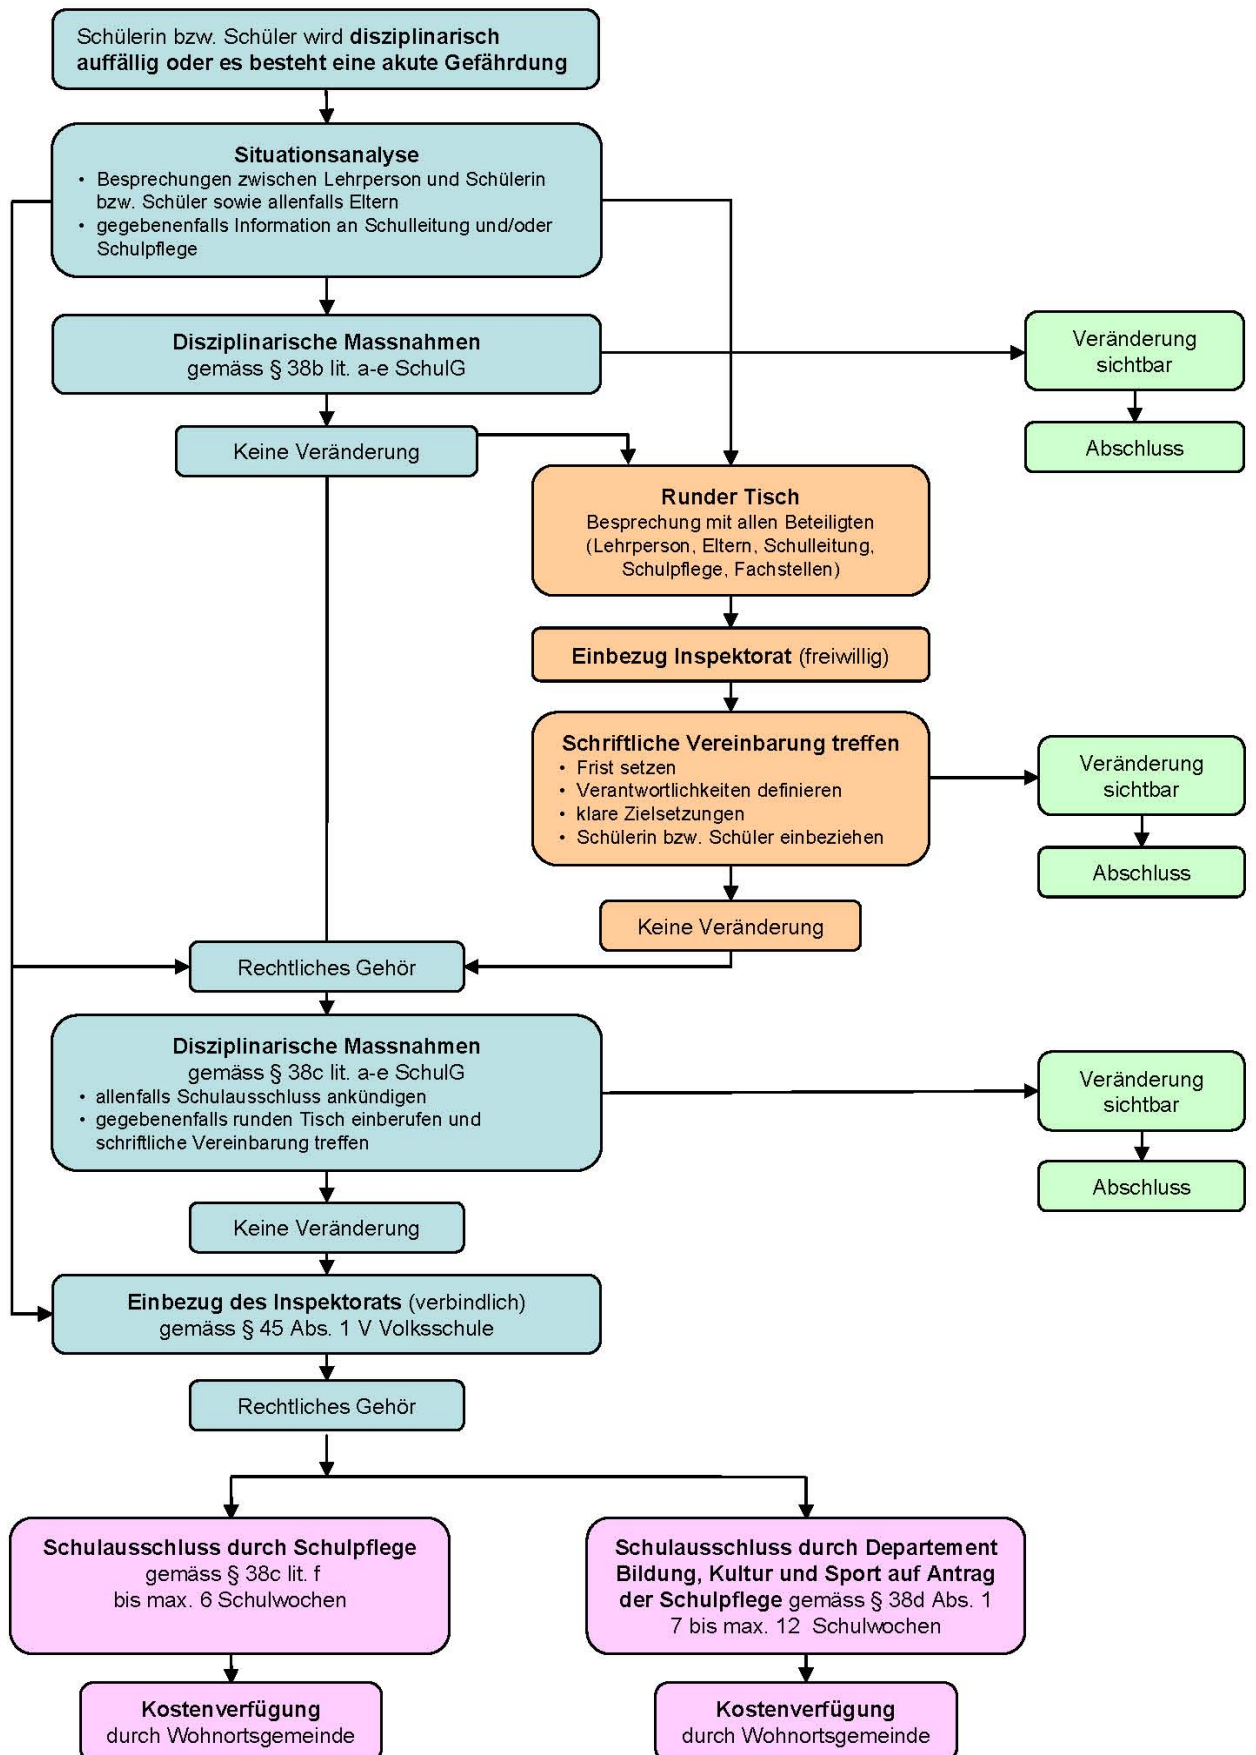 Schülerin bzw. Schüler wird disziplinarisch
auffällig oder es besteht eine akute Gefährdung
Situationsanalyse
• Besprechungen zwischen Lehrperson und Schülerin
bzw. Schüler sowie allenfalls Eltern
• gegebenenfalls Information an Schulleitung und/oder
Schulpflege
Disziplinarische Massnahmen
gemäss § 38b lit. a-e SchulG
Veränderung
sichtbar
Abschluss
Keine Veränderung
Runder Tisch
Besprechung mit allen Beteiligten
(Lehrperson, Eltern, Schulleitung,
Schulpflege, Fachstellen)
Einbezug Inspektorat (freiwillig)
Schriftliche Vereinbarung treffen
• Frist setzen
• Verantwortlichkeiten definieren
• klare Zielsetzungen
• Schülerin bzw. Schüler einbeziehen
Veränderung
sichtbar
Abschluss
Keine Veränderung
Rechtliches Gehör
Disziplinarische Massnahmen
gemäss § 38c lit. a-e SchulG
• allenfalls Schulausschluss ankündigen
• gegebenenfalls runden Tisch einberufen und
schriftliche Vereinbarung treffen
Veränderung
sichtbar
Abschluss
Keine Veränderung
Einbezug des Inspektorats (verbindlich)
gemäss § 45 Abs. 1 V Volksschule
Rechtliches Gehör
Schulausschluss durch Schulpflege
gemäss § 38c lit. f
bis max. 6 Schulwochen
Schulausschluss durch Departement
Bildung, Kultur und Sport auf Antrag
der Schulpflege gemäss § 38d Abs. 1
7 bis max. 12 Schulwochen
Kostenverfügung
durch Wohnortsgemeinde
Kostenverfügung
durch Wohnortsgemeinde